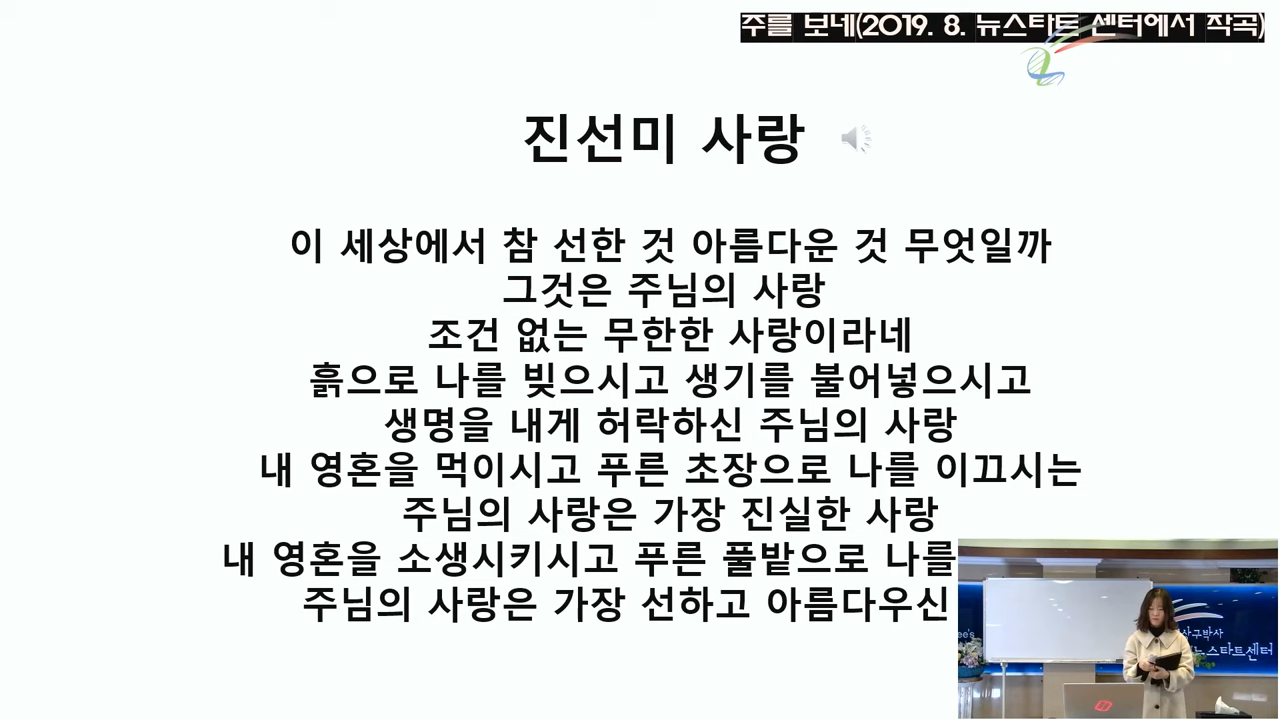 주를 보네(2019. 8. 뉴스타트 센터에서 작곡)
진선미 사랑
이 세상에서 참 선한 것 아름다운 것 무엇일까
그것은 주님의 사랑
조건 없는 무한한 사랑이라네
흙으로 나를 빚으시고 생기를 불어넣으시고
생명을 내게 허락하신 주님의 사랑
내 영혼을 먹이시고 푸른 초장으로 나를 이끄시는
주님의 사랑은 가장 진실한 사랑
내 영혼을 소생시키시고 푸른 풀밭으로 나를
주님의 사랑은 가장 선하고 아름다우신
ee's
상구박사
뉴스타트센터